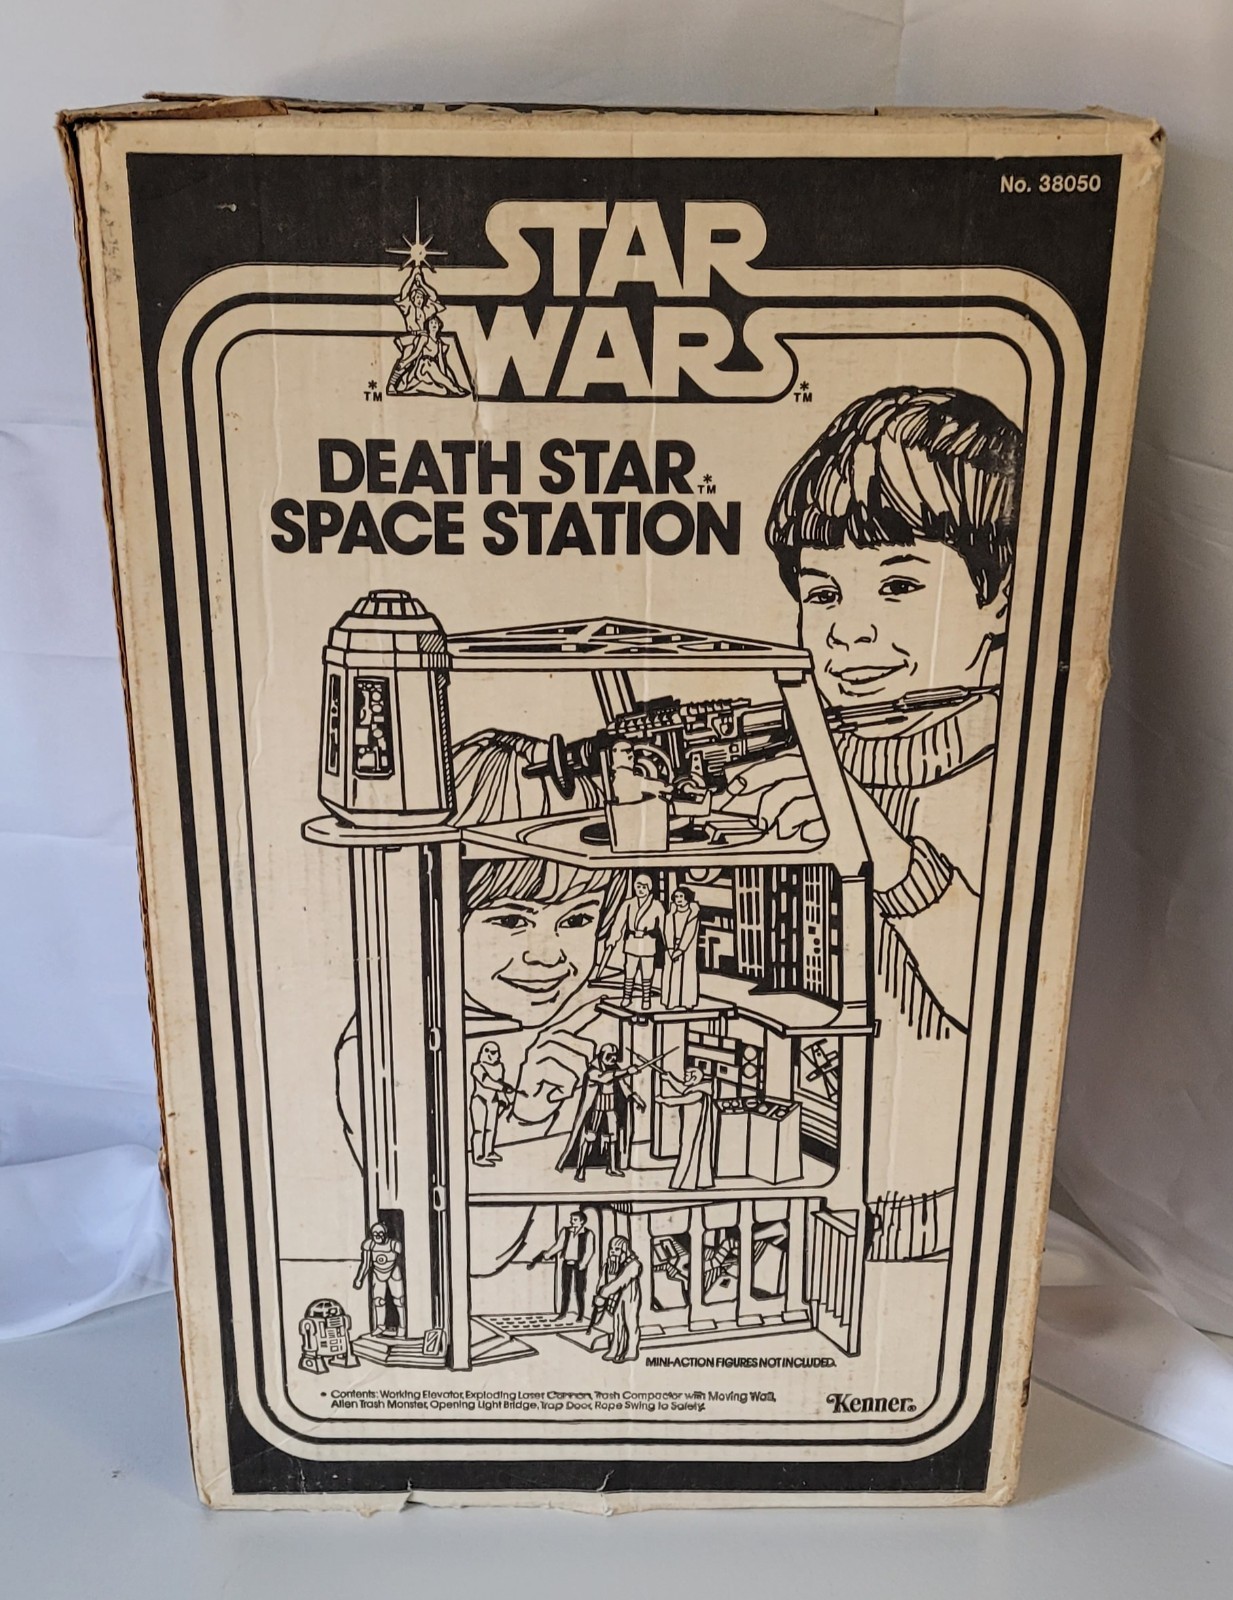 No. 38050
STAR
WARS
*TM
*TM
DEATH STAR*TM
SPACE STATION
MINI-ACTION FIGURES NOT INCLUDED.
• Contents: Working Elevator, Exploding Laser Cannon, Trash Compactor with Moving Wall,
Alien Trash Monster, Opening Light Bridge, Trap Door, Rope Swing to Safety.
Kenner®